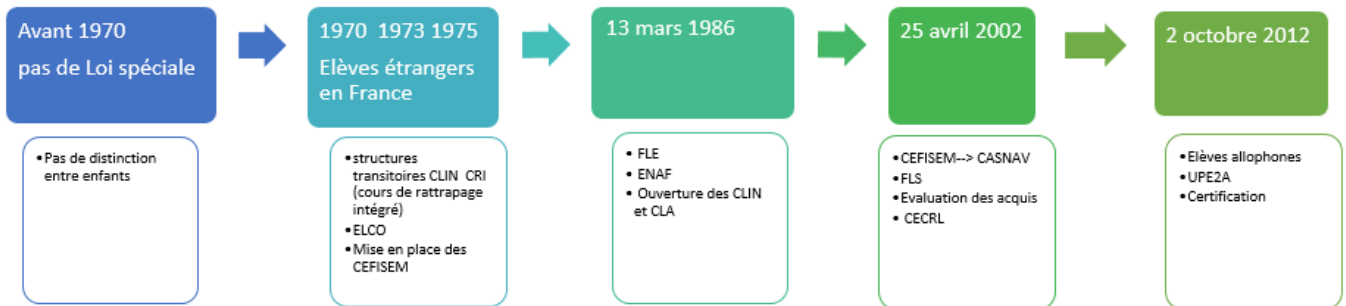 Avant 1970
pas de Loi spéciale
•Pas de distinction
entre enfants
1970 1973 1975
Elèves étrangers
en France
•structures
transitoires CLIN CRI
(cours de rattrapage
intégré)
•ELCO
•Mise en place des
CEFISEM
13 mars 1986
• FLE
• ENAF
• Ouverture des CLIN
et CLA
25 avril 2002
•CEFISEM--> CASNAV
•FLS
•Evaluation des acquis
• CECRL
2 octobre 2012
•Elèves allophones
•UPE2A
•Certification